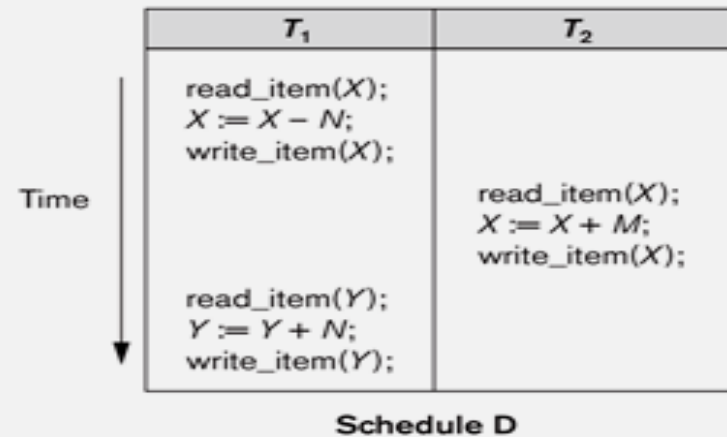 T₁ T₂
read_item(X);
X := X – N;
write_item(X);
Time
read_item(X);
X := X + M;
write_item(X);
read_item(Y);
Y := Y + N;
write_item(Y);
Schedule D